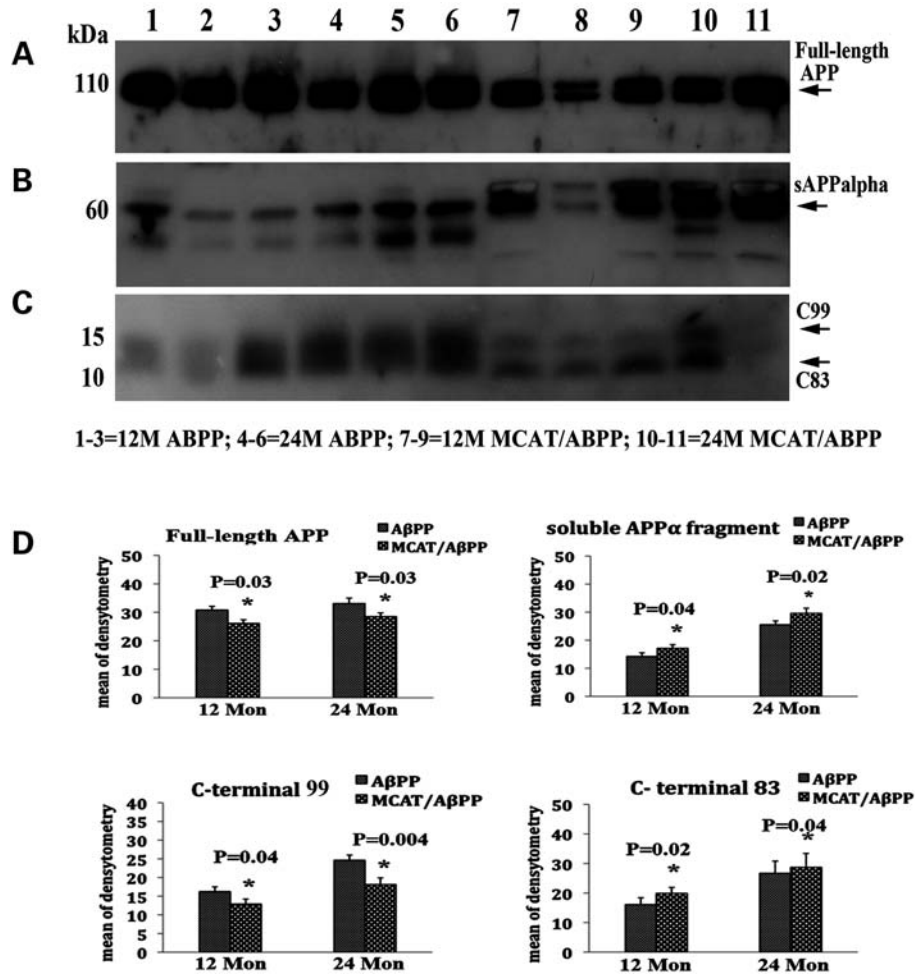 1 2 3 4 5 6 7 8 9 10 11
kDa
A
110
Full-length
APP
B
60
sAPPalpha
C
15
10
C99
C83
1-3=12M ABPP; 4-6=24M ABPP; 7-9=12M MCAT/ABPP; 10-11=24M MCAT/ABPP
D
Full-length APP
AβPP
MCAT/AβPP
mean of densytometry
50
40
30
20
10
0
P=0.03
*
P=0.03
*
12 Mon
24 Mon
soluble APPα fragment
AβPP
MCAT/AβPP
mean of densytometry
50
40
30
20
10
0
P=0.04
*
P=0.02
*
12 Mon
24 Mon
C-terminal 99
AβPP
MCAT/AβPP
mean of densytometry
40
35
30
25
20
15
10
15
0
P=0.04
*
P=0.004
*
12 Mon
24 Mon
C- terminal 83
AβPP
MCAT/AβPP
mean of densytometry
50
40
30
20
10
0
P=0.02
*
P=0.04
*
12 Mon
24 Mon